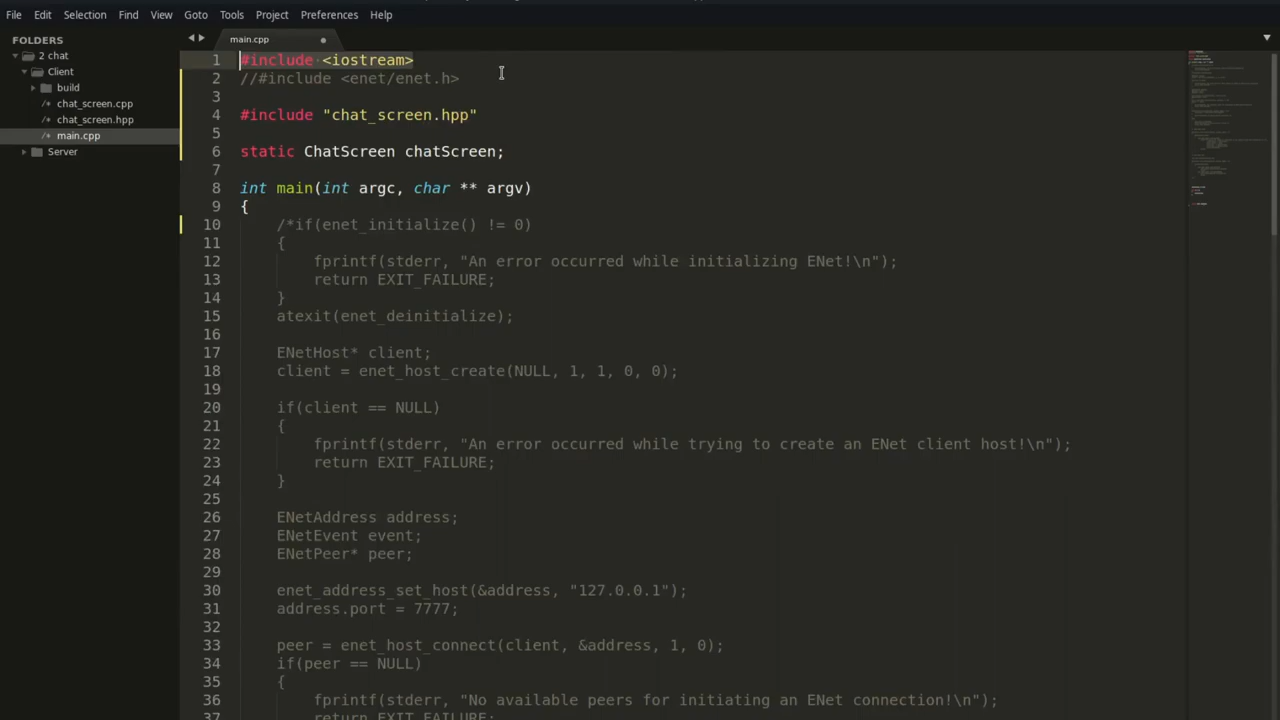 File Edit Selection Find View Goto Tools Project Preferences Help
FOLDERS
2 chat
Client
build
/* chat_screen.cpp
/* chat_screen.hpp
/* main.cpp
Server
main.cpp
1 #include <iostream>
2 //#include <enet/enet.h>
3
4 #include "chat_screen.hpp"
5
6 static ChatScreen chatScreen;
7
8 int main(int argc, char ** argv)
9 {
10 /*if(enet_initialize() != 0)
11 {
12 fprintf(stderr, "An error occurred while initializing ENet!\n");
13 return EXIT_FAILURE;
14 }
15 atexit(enet_deinitialize);
16
17 ENetHost* client;
18 client = enet_host_create(NULL, 1, 1, 0, 0);
19
20 if(client == NULL)
21 {
22 fprintf(stderr, "An error occurred while trying to create an ENet client host!\n");
23 return EXIT_FAILURE;
24 }
25
26 ENetAddress address;
27 ENetEvent event;
28 ENetPeer* peer;
29
30 enet_address_set_host(&address, "127.0.0.1");
31 address.port = 7777;
32
33 peer = enet_host_connect(client, &address, 1, 0);
34 if(peer == NULL)
35 {
36 fprintf(stderr, "No available peers for initiating an ENet connection!\n");
37 return EXIT_FAILURE;